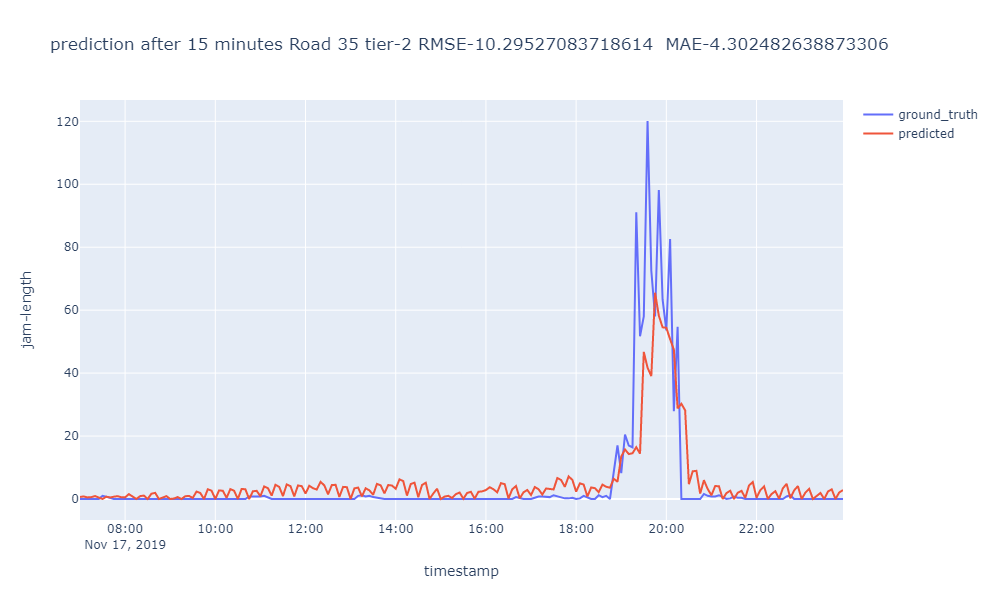 prediction after 15 minutes Road 35 tier-2 RMSE-10.29527083718614  MAE-4.302482638873306
ground_truth
predicted
120
100
80
60
40
20
0
jam-length
08:00 10:00 12:00 14:00 16:00 18:00 20:00 22:00
Nov 17, 2019
timestamp